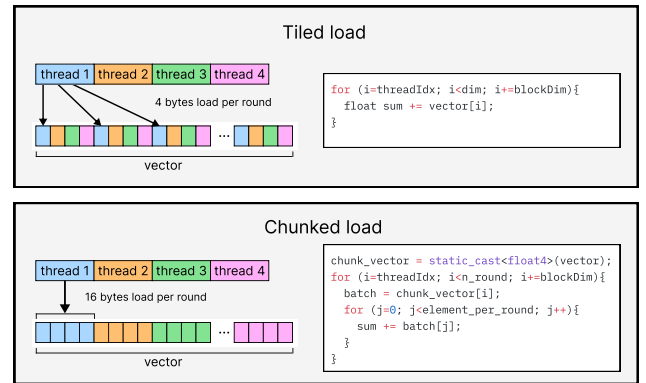 Tiled load
thread 1 thread 2 thread 3 thread 4
4 bytes load per round
...
vector
for (i=threadIdx; i<dim; i+=blockDim){
  float sum += vector[i];
}
Chunked load
thread 1 thread 2 thread 3 thread 4
16 bytes load per round
...
vector
chunk_vector = static_cast<float4>(vector);
for (i=threadIdx; i<n_round; i+=blockDim){
  batch = chunk_vector[i];
  for (j=0; j<element_per_round; j++){
    sum += batch[j];
  }
}